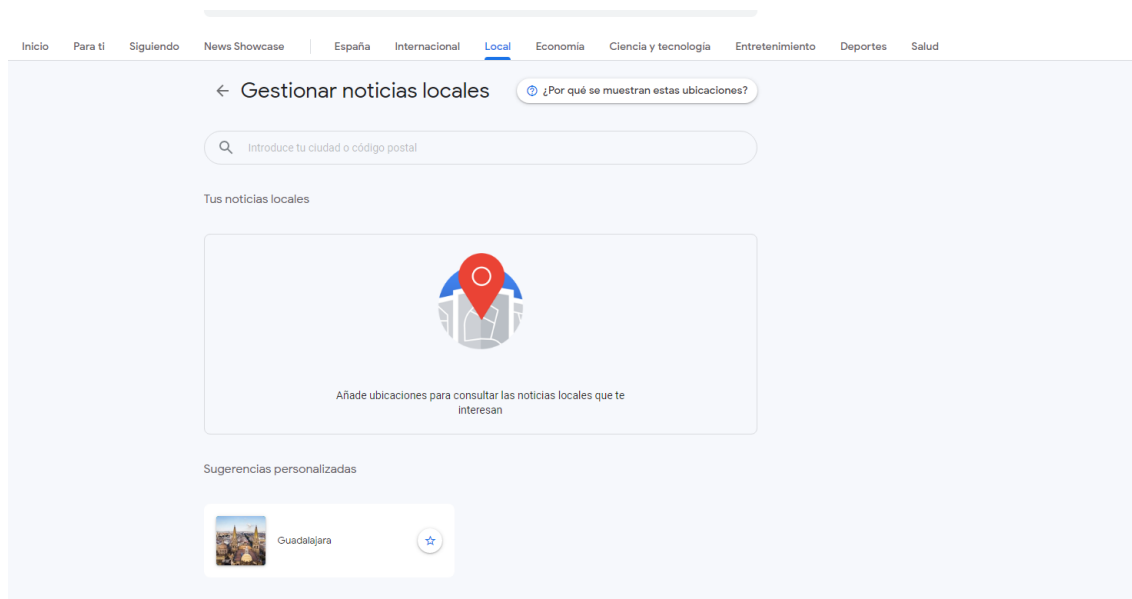 Inicio Para ti Siguiendo News Showcase España Internacional Local Economía Ciencia y tecnología Entretenimiento Deportes Salud
Gestionar noticias locales
¿Por qué se muestran estas ubicaciones?
Introduce tu ciudad o código postal
Tus noticias locales
Añade ubicaciones para consultar las noticias locales que te
interesan
Sugerencias personalizadas
Guadalajara